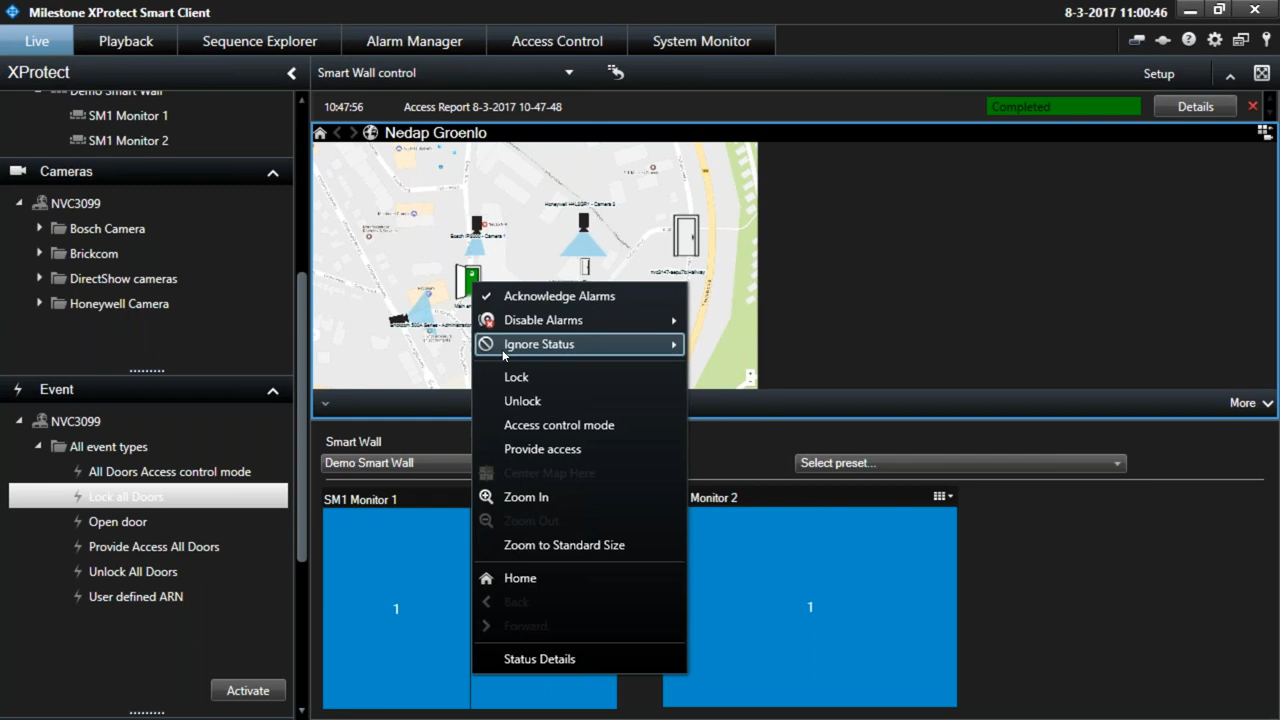 Milestone XProtect Smart Client
8-3-2017 11:00:46
Live
Playback
Sequence Explorer
Alarm Manager
Access Control
System Monitor
XProtect
Smart Wall control
Setup
Demo Smart Wall
10:47:56
Access Report 8-3-2017 10-47-48
Completed
Details
SM1 Monitor 1
SM1 Monitor 2
Nedap Groenlo
Cameras
NVC3099
Bosch Camera
Brickcom
DirectShow cameras
Honeywell Camera
Acknowledge Alarms
Disable Alarms
Ignore Status
Lock
Unlock
Access control mode
Provide access
Center Map Here
Zoom In
Zoom Out
Zoom to Standard Size
Home
Back
Forward
Status Details
More
Event
NVC3099
All event types
All Doors Access control mode
Lock all Doors
Open door
Provide Access All Doors
Unlock All Doors
User defined ARN
Activate
Smart Wall
Demo Smart Wall
Select preset...
SM1 Monitor 1
Monitor 2
1
1